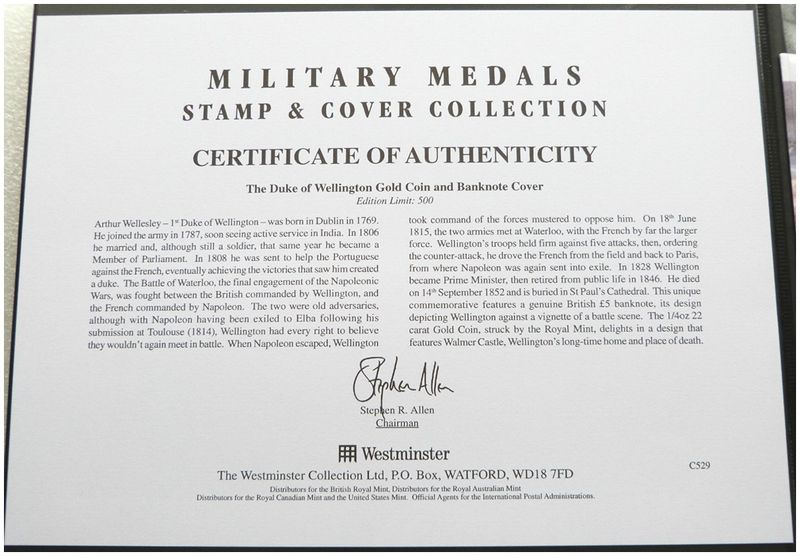 MILITARY MEDALS
STAMP & COVER COLLECTION
CERTIFICATE OF AUTHENTICITY
The Duke of Wellington Gold Coin and Banknote Cover
Edition Limit: 500
Arthur Wellesley – 1st Duke of Wellington – was born in Dublin in 1769.
He joined the army in 1787, soon seeing active service in India. In 1806
he married and, although still a soldier, that same year he became a
Member of Parliament. In 1808 he was sent to help the Portuguese
against the French, eventually achieving the victories that saw him created
a duke. The Battle of Waterloo, the final engagement of the Napoleonic
Wars, was fought between the British commanded by Wellington, and
the French commanded by Napoleon. The two were old adversaries,
although with Napoleon having been exiled to Elba following his
submission at Toulouse (1814), Wellington had every right to believe
they wouldn't again meet in battle. When Napoleon escaped, Wellington
took command of the forces mustered to oppose him. On 18th June
1815, the two armies met at Waterloo, with the French by far the larger
force. Wellington's troops held firm against five attacks, then, ordering
the counter-attack, he drove the French from the field and back to Paris,
from where Napoleon was again sent into exile. In 1828 Wellington
became Prime Minister, then retired from public life in 1846. He died
on 14th September 1852 and is buried in St Paul's Cathedral. This unique
commemorative features a genuine British £5 banknote, its design
depicting Wellington against a vignette of a battle scene. The 1/4oz 22
carat Gold Coin, struck by the Royal Mint, delights in a design that
features Walmer Castle, Wellington's long-time home and place of death.
Stephen Allen
Stephen R. Allen
Chairman
Westminster
The Westminster Collection Ltd, P.O. Box, WATFORD, WD18 7FD
C529
Distributors for the British Royal Mint, Distributors for the Royal Australian Mint
Distributors for the Royal Canadian Mint and the United States Mint. Official Agents for the International Postal Administrations.